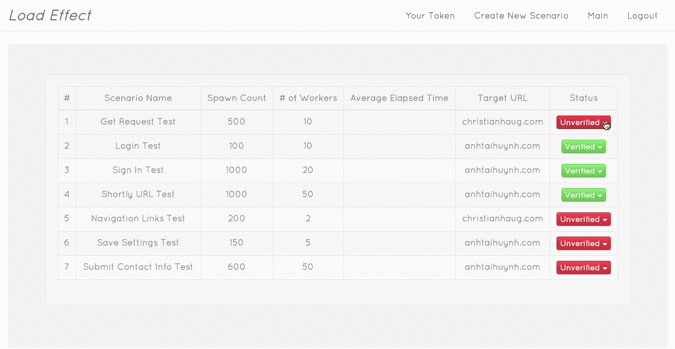 Load Effect Your Token Create New Scenario Main Logout
# Scenario Name Spawn Count # of Workers Average Elapsed Time Target URL Status
1 Get Request Test 500 10 christianhaug.com Unverified
2 Login Test 100 10 anhtaihuynh.com Verified
3 Sign In Test 1000 20 anhtaihuynh.com Verified
4 Shortly URL Test 1000 50 anhtaihuynh.com Verified
5 Navigation Links Test 200 2 christianhaug.com Unverified
6 Save Settings Test 150 5 anhtaihuynh.com Unverified
7 Submit Contact Info Test 600 50 anhtaihuynh.com Unverified